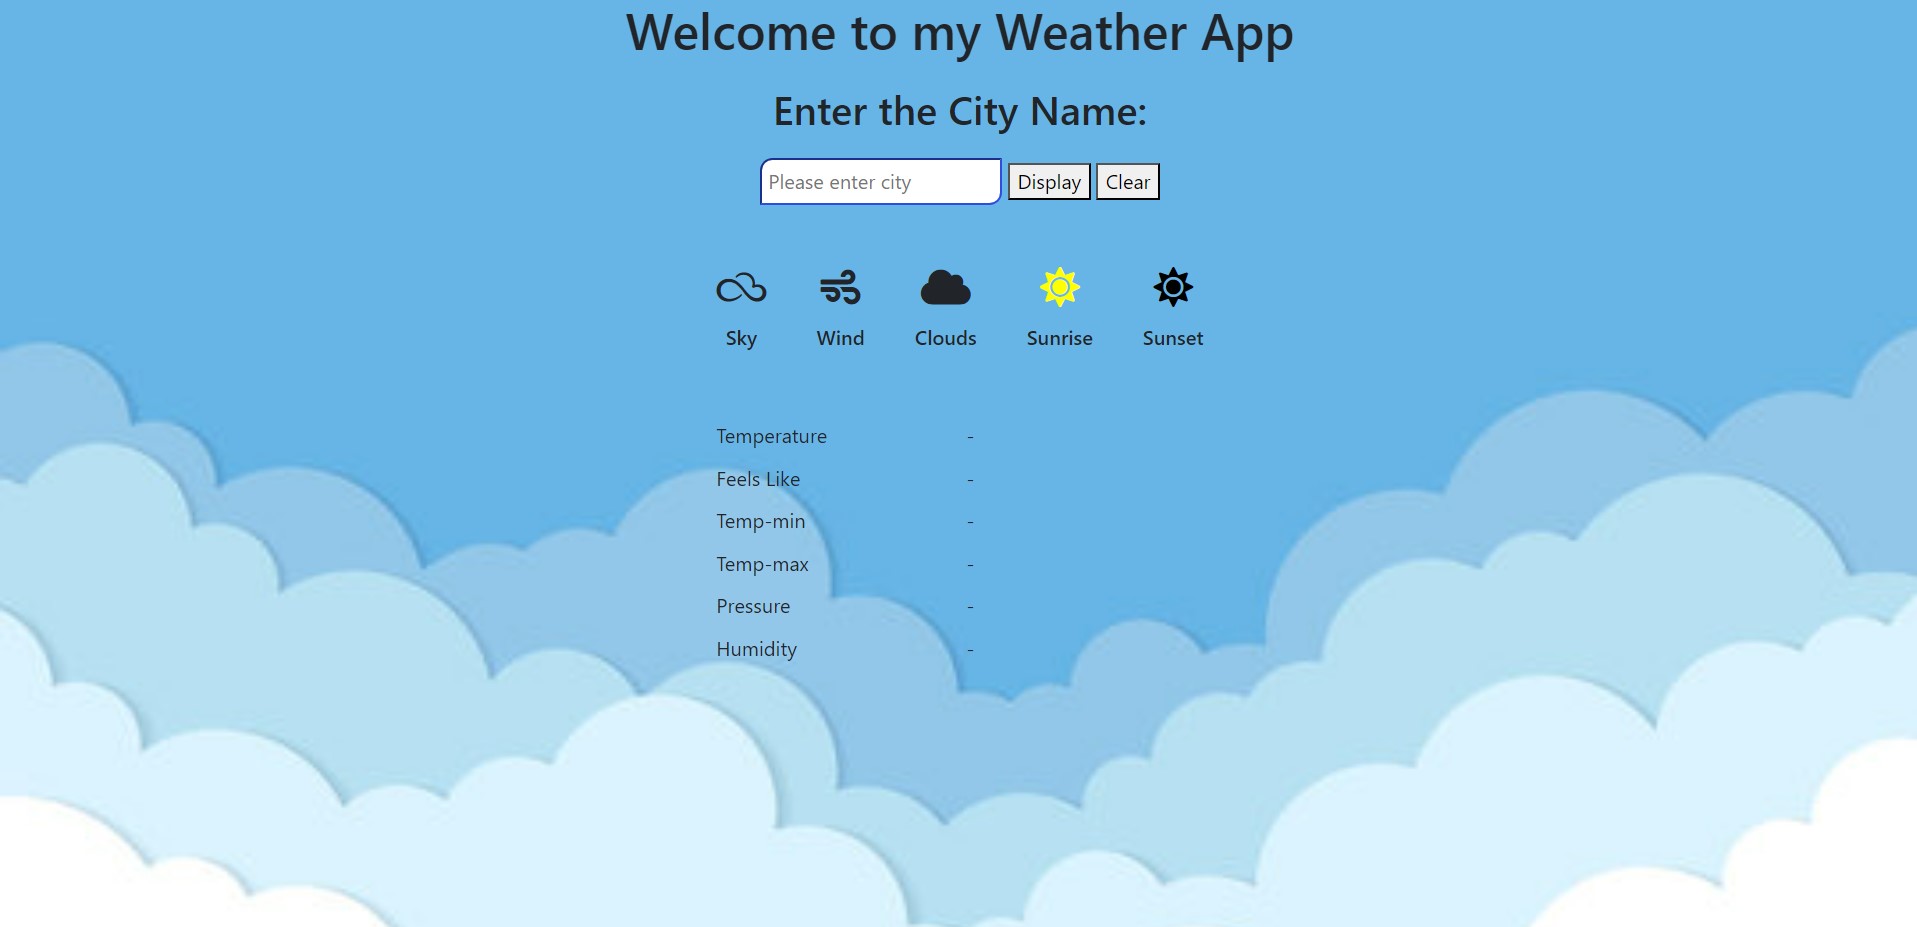 Welcome to my Weather App
Enter the City Name:
Please enter city Display Clear
Sky Wind Clouds Sunrise Sunset
Temperature -
Feels Like -
Temp-min -
Temp-max -
Pressure -
Humidity -